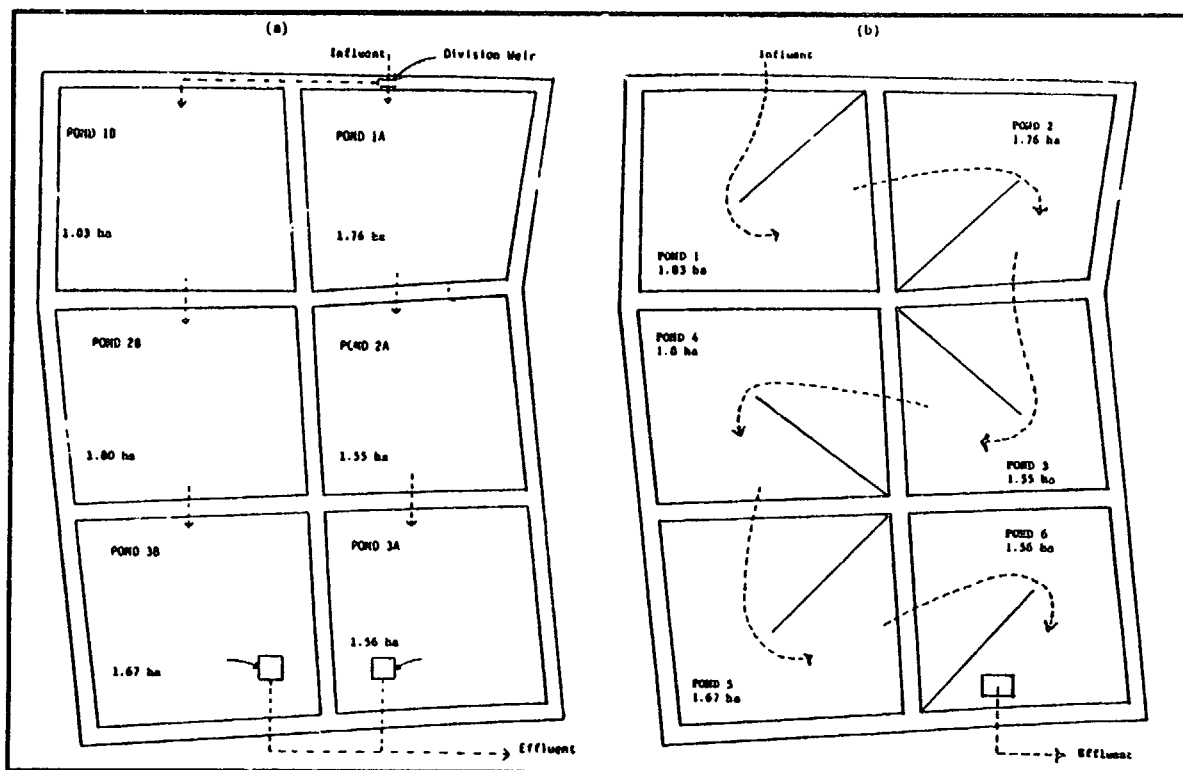 (a)
Influent
Division Weir
POND 1B
POND 1A
1.03 ha
1.76 ha
POND 2B
POND 2A
1.80 ha
1.55 ha
POND 3B
POND 3A
1.67 ha
1.56 ha
Effluent
(b)
Influent
POND 2
1.76 ha
POND 1
1.83 ha
POND 4
1.8 ha
POND 3
1.55 ha
POND 6
1.56 ha
POND 5
1.67 ha
Effluent